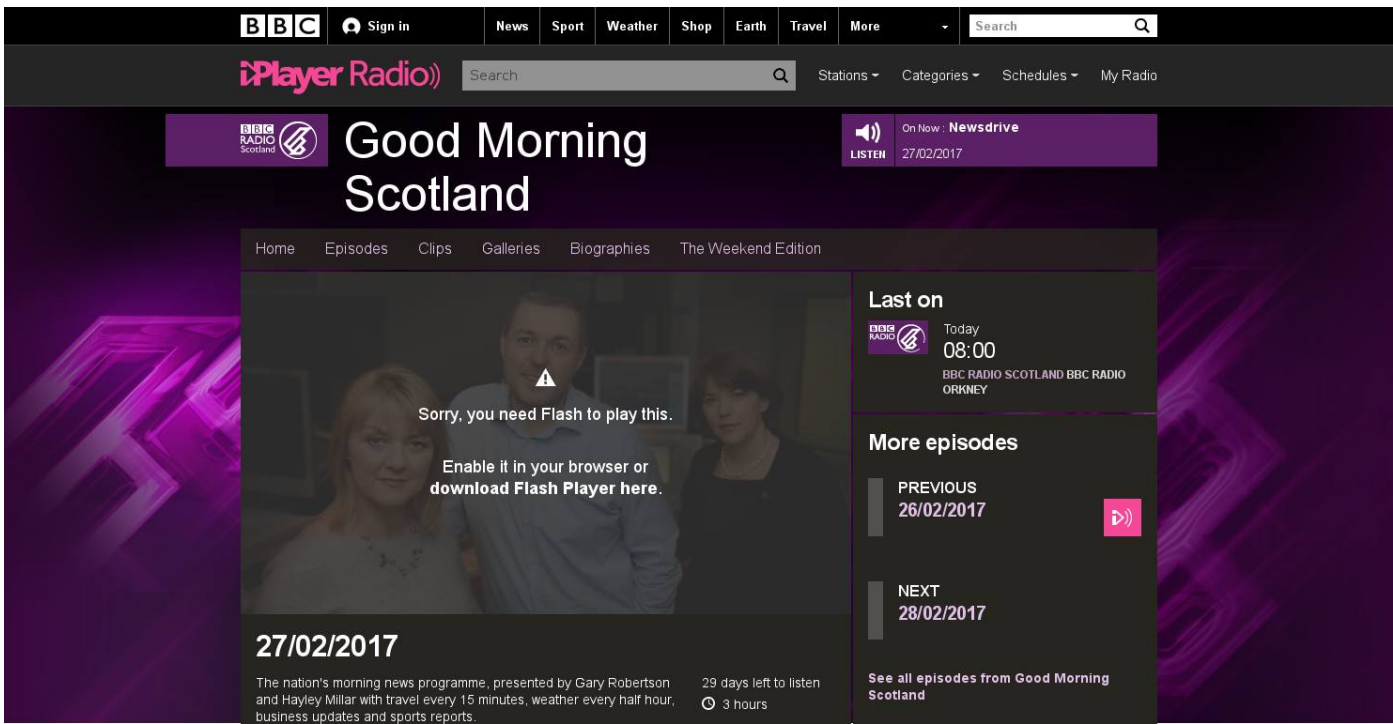 BBC Sign in News Sport Weather Shop Earth Travel More Search
iPlayer Radio Search Stations Categories Schedules My Radio
BBC
RADIO
Scotland
Good Morning
Scotland
On Now : Newsdrive
LISTEN 27/02/2017
Home Episodes Clips Galleries Biographies The Weekend Edition
Sorry, you need Flash to play this.
Enable it in your browser or
download Flash Player here.
27/02/2017
The nation's morning news programme, presented by Gary Robertson
and Hayley Millar with travel every 15 minutes, weather every half hour,
business updates and sports reports.
29 days left to listen
3 hours
Last on
BBC
RADIO
Today
08:00
BBC RADIO SCOTLAND BBC RADIO
ORKNEY
More episodes
PREVIOUS
26/02/2017
NEXT
28/02/2017
See all episodes from Good Morning
Scotland